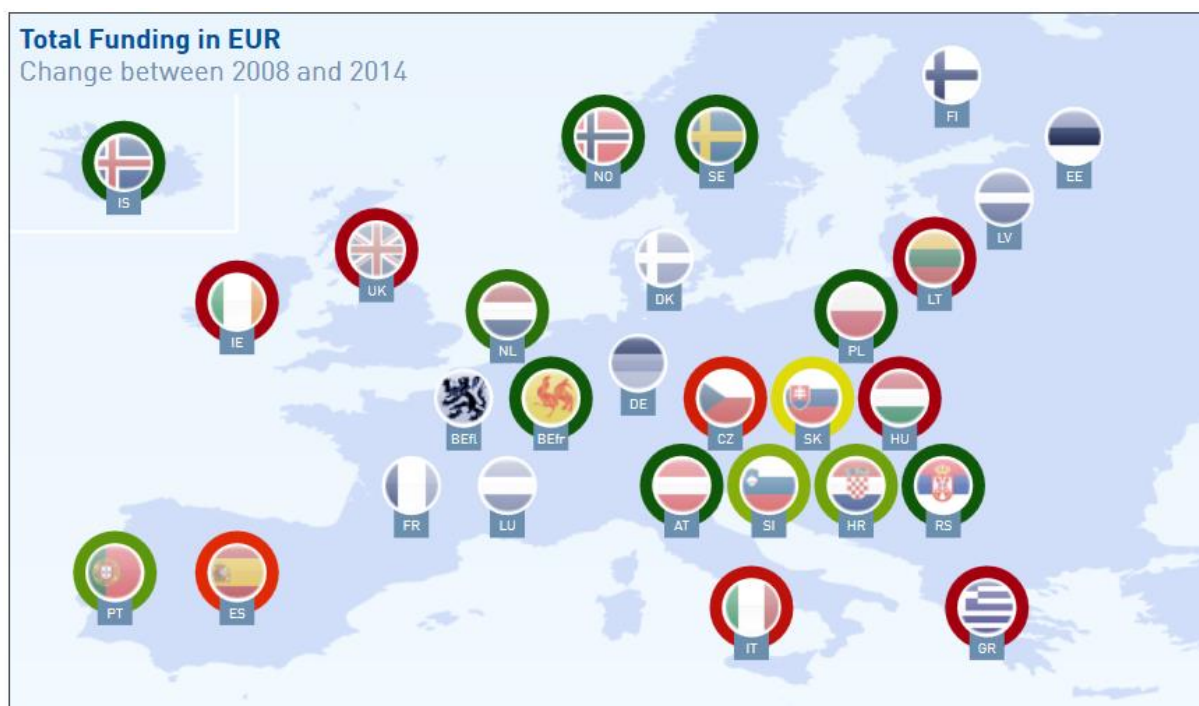 Total Funding in EUR
Change between 2008 and 2014
FI
IS
NO
SE
EE
LV
UK
DK
LT
IE
NL
PL
DE
BEfl
BEfr
CZ
SK
HU
FR
LU
AT
SI
HR
RS
PT
ES
IT
GR